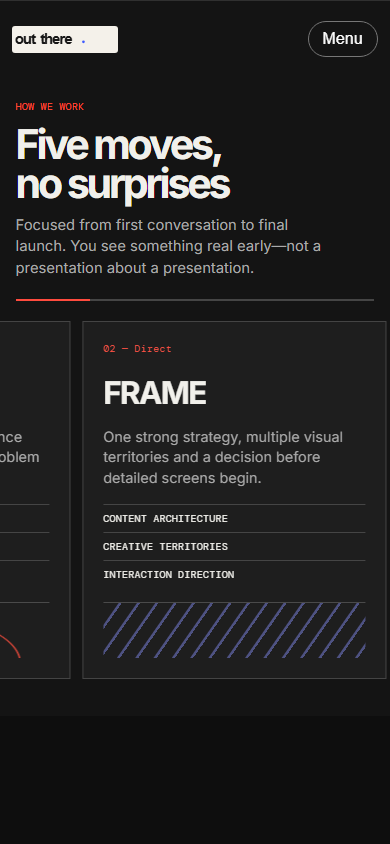 out there .
Menu
HOW WE WORK
Five moves,
no surprises
Focused from first conversation to final
launch. You see something real early—not a
presentation about a presentation.
02 — Direct
FRAME
One strong strategy, multiple visual
territories and a decision before
detailed screens begin.
CONTENT ARCHITECTURE
CREATIVE TERRITORIES
INTERACTION DIRECTION